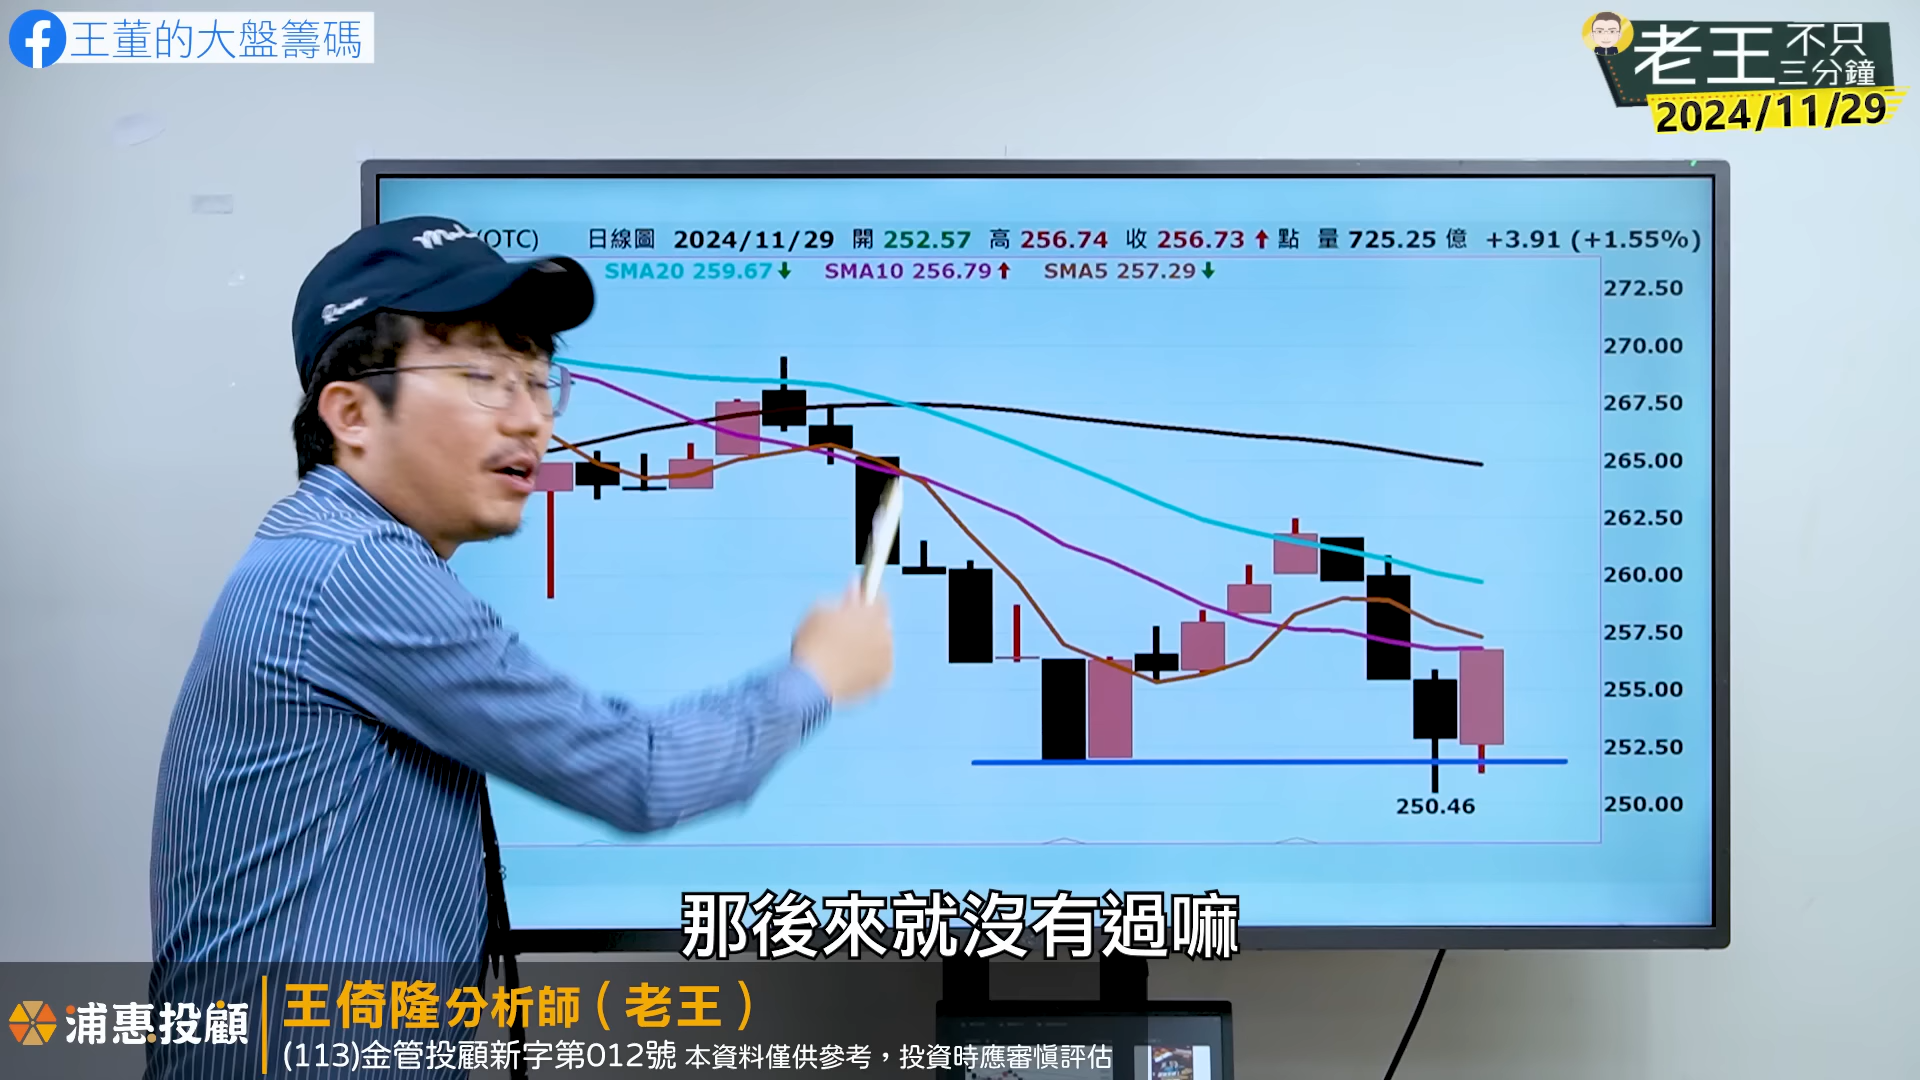 王董的大盤籌碼
老王不只三分鐘
2024/11/29
(OTC) 日線圖 2024/11/29 開 252.57 高 256.74 收 256.73 ↑ 點 量 725.25 億 +3.91 (+1.55%)
SMA20 259.67↓ SMA10 256.79↑ SMA5 257.29↓
272.50
270.00
267.50
265.00
262.50
260.00
257.50
255.00
252.50
250.00
250.46
那後來就沒有過嘛
浦惠投顧
王倚隆分析師(老王)
(113)金管投顧新字第012號 本資料僅供參考，投資時應審慎評估